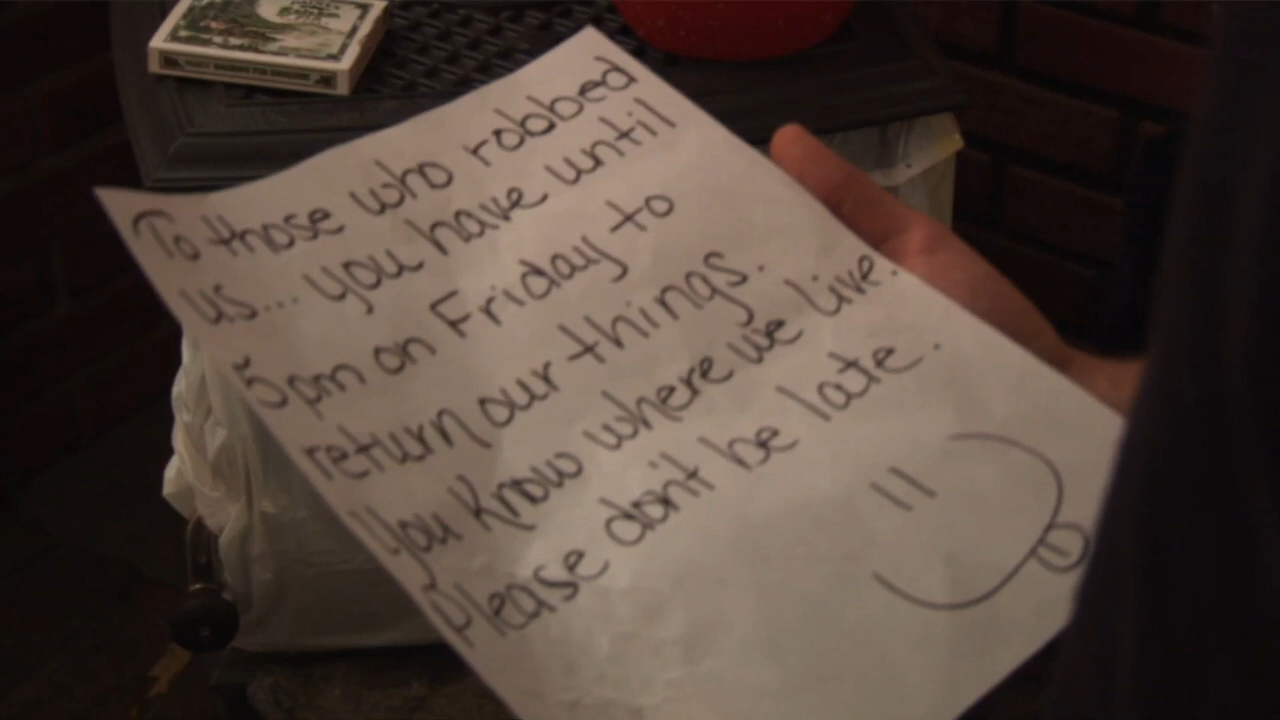 To those who robbed
us... you have until
5pm on Friday to
return our things.
You know where we live.
Please don't be late.